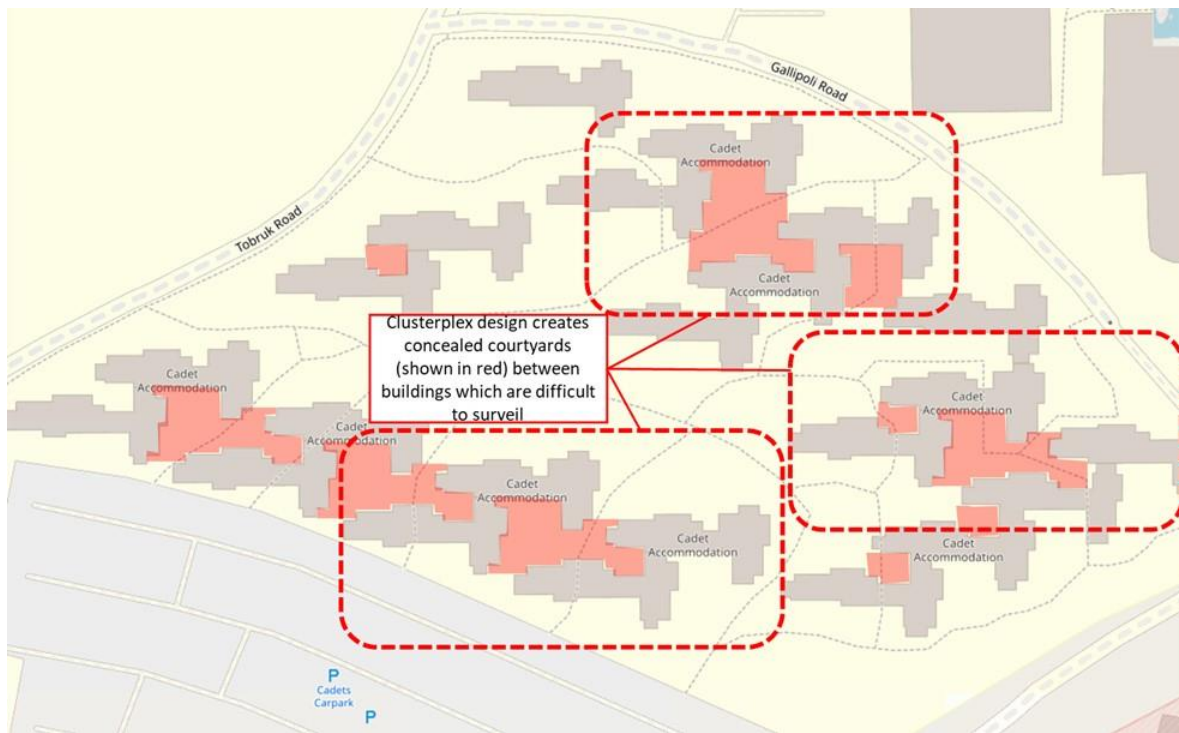 Gallipoli Road
Cadet
Accommodation
Tobruk Road
Cadet
Accommodation
Clusterplex design creates
concealed courtyards
(shown in red) between
buildings which are difficult
to surveil
Cadet
Accommodation
Cadet
Accommodation
Cadet
Accommodation
Cadet
Accommodation
Cadet
Accommodation
Cadet
Accommodation
P
Cadets
Carpark
P